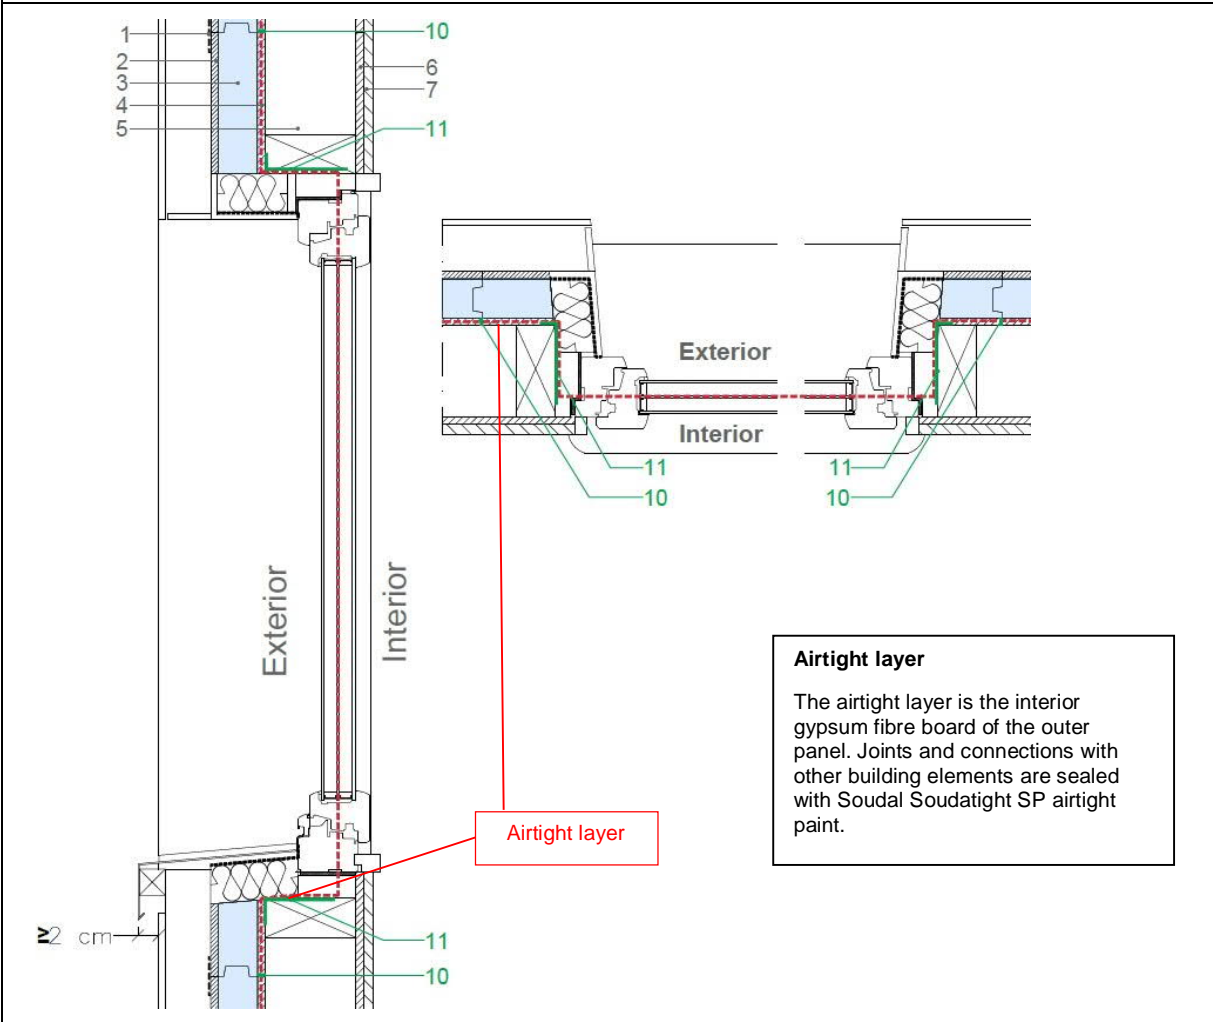 1
2
3
4
5
10
6
7
11
Exterior
Interior
11
10
11
10
Exterior
Interior
Airtight layer
The airtight layer is the interior
gypsum fibre board of the outer
panel. Joints and connections with
other building elements are sealed
with Soudal Soudatight SP airtight
paint.
Airtight layer
≥2 cm
11
10